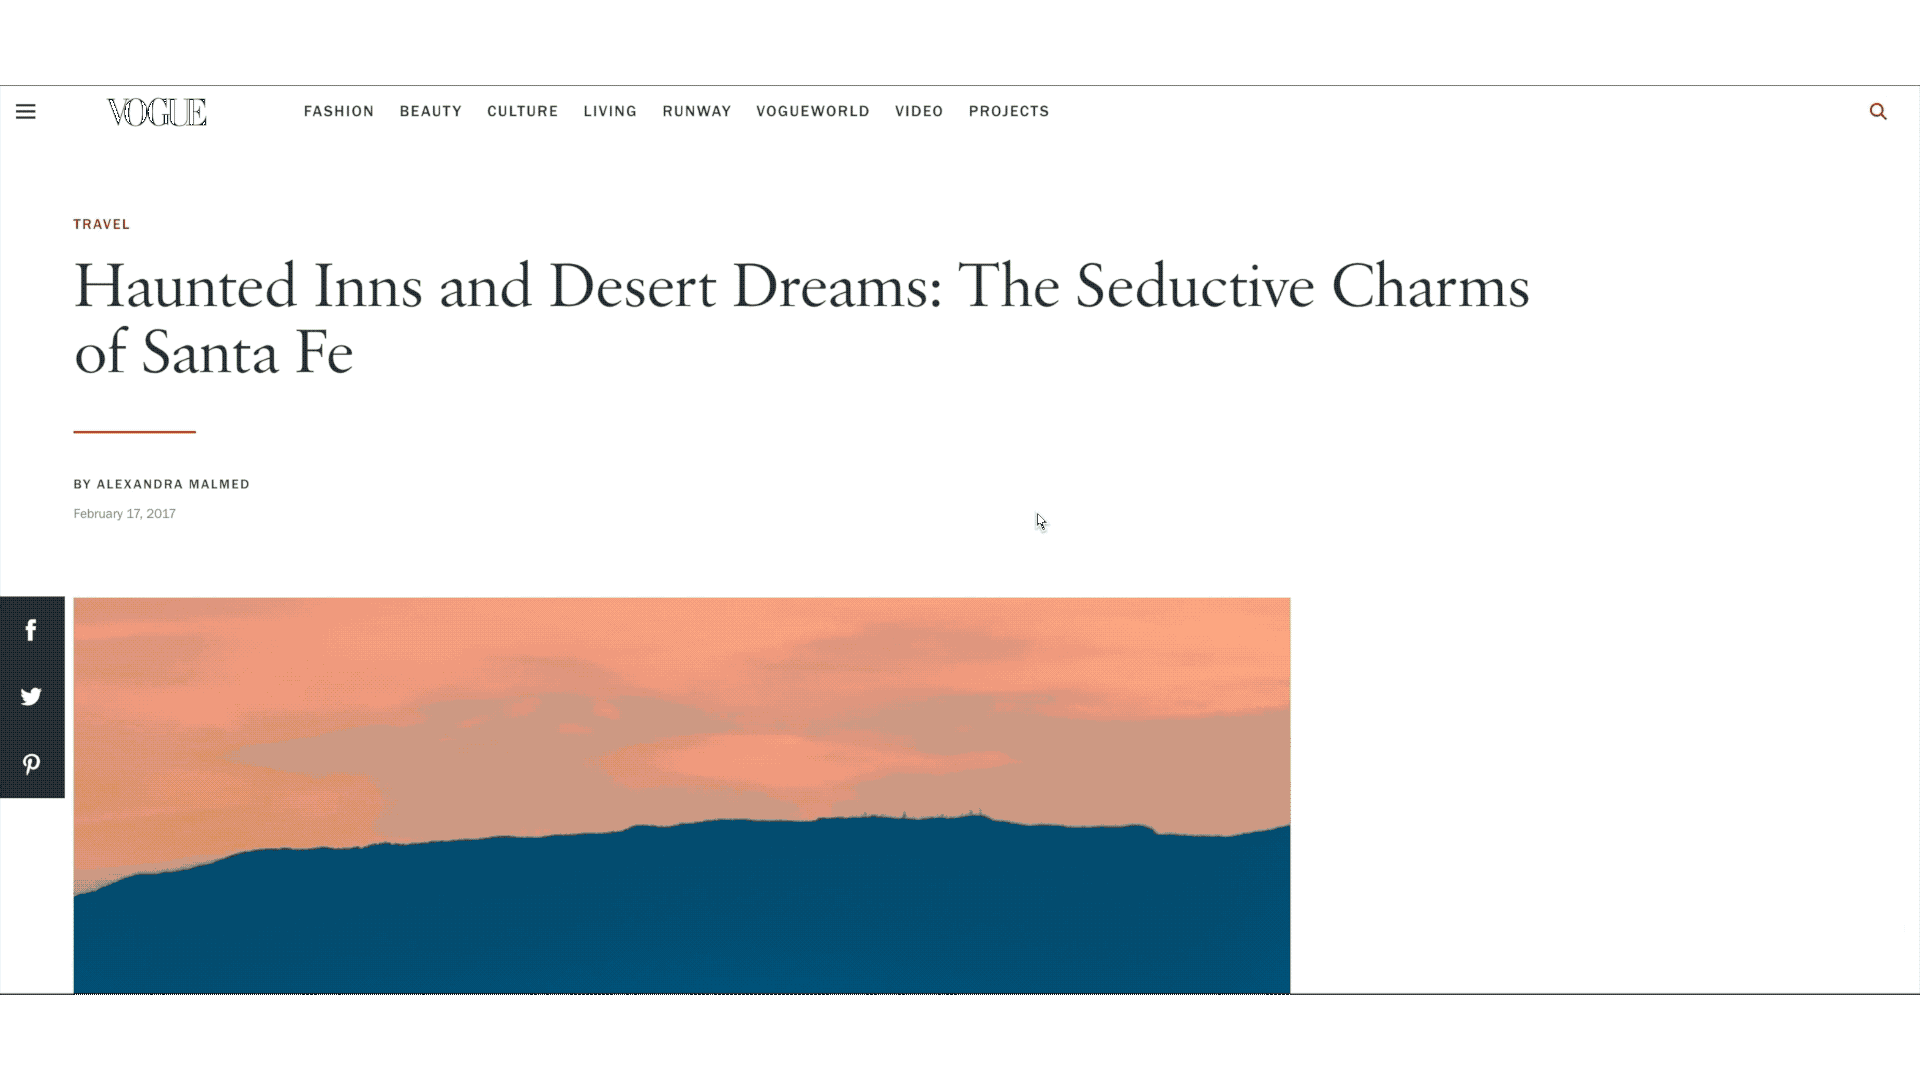 VOGUE
FASHION BEAUTY CULTURE LIVING RUNWAY VOGUEWORLD VIDEO PROJECTS
TRAVEL
Haunted Inns and Desert Dreams: The Seductive Charms
of Santa Fe
BY ALEXANDRA MALMED
February 17, 2017